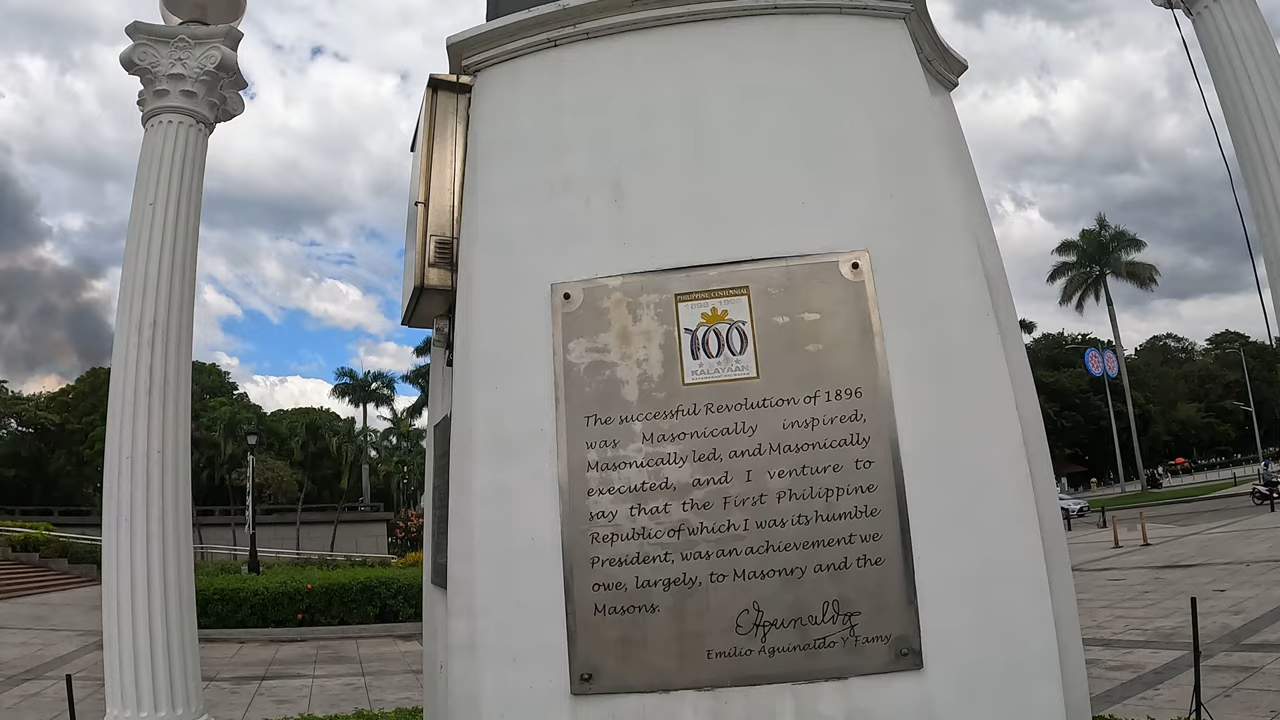 PHILIPPINE CENTENNIAL
100
KALAYAAN
The successful Revolution of 1896
was Masonically inspired,
Masonically led, and Masonically
executed, and I venture to
say that the First Philippine
Republic of which I was its humble
President, was an achievement we
owe, largely, to Masonry and the
Masons.
EAguinaldo
Emilio Aguinaldo Y Famy